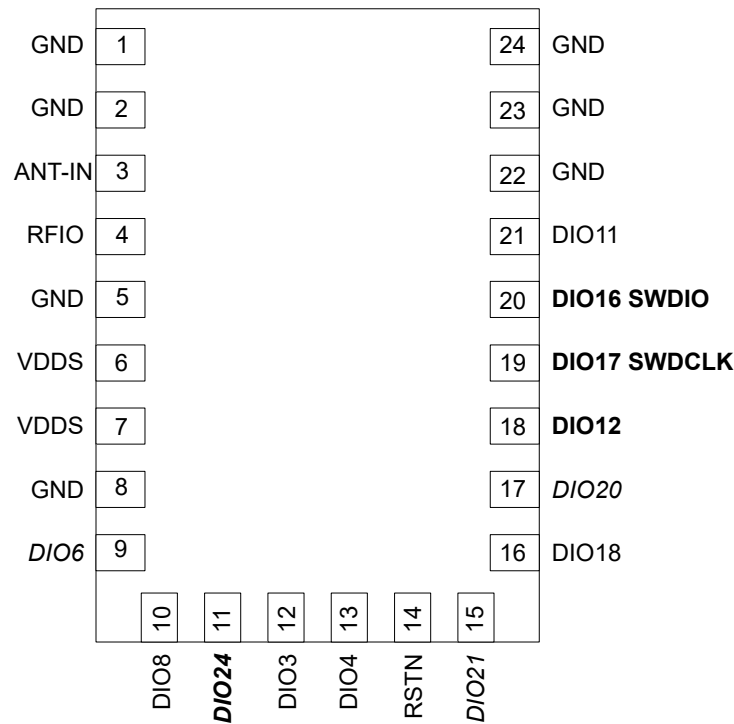 GND 1 24 GND
GND 2 23 GND
ANT-IN 3 22 GND
RFIO 4 21 DIO11
GND 5 20 DIO16 SWDIO
VDDS 6 19 DIO17 SWDCLK
VDDS 7 18 DIO12
GND 8 17 DIO20
DIO6 9 16 DIO18
10 11 12 13 14 15
DIO8 DIO24 DIO3 DIO4 RSTN DIO21